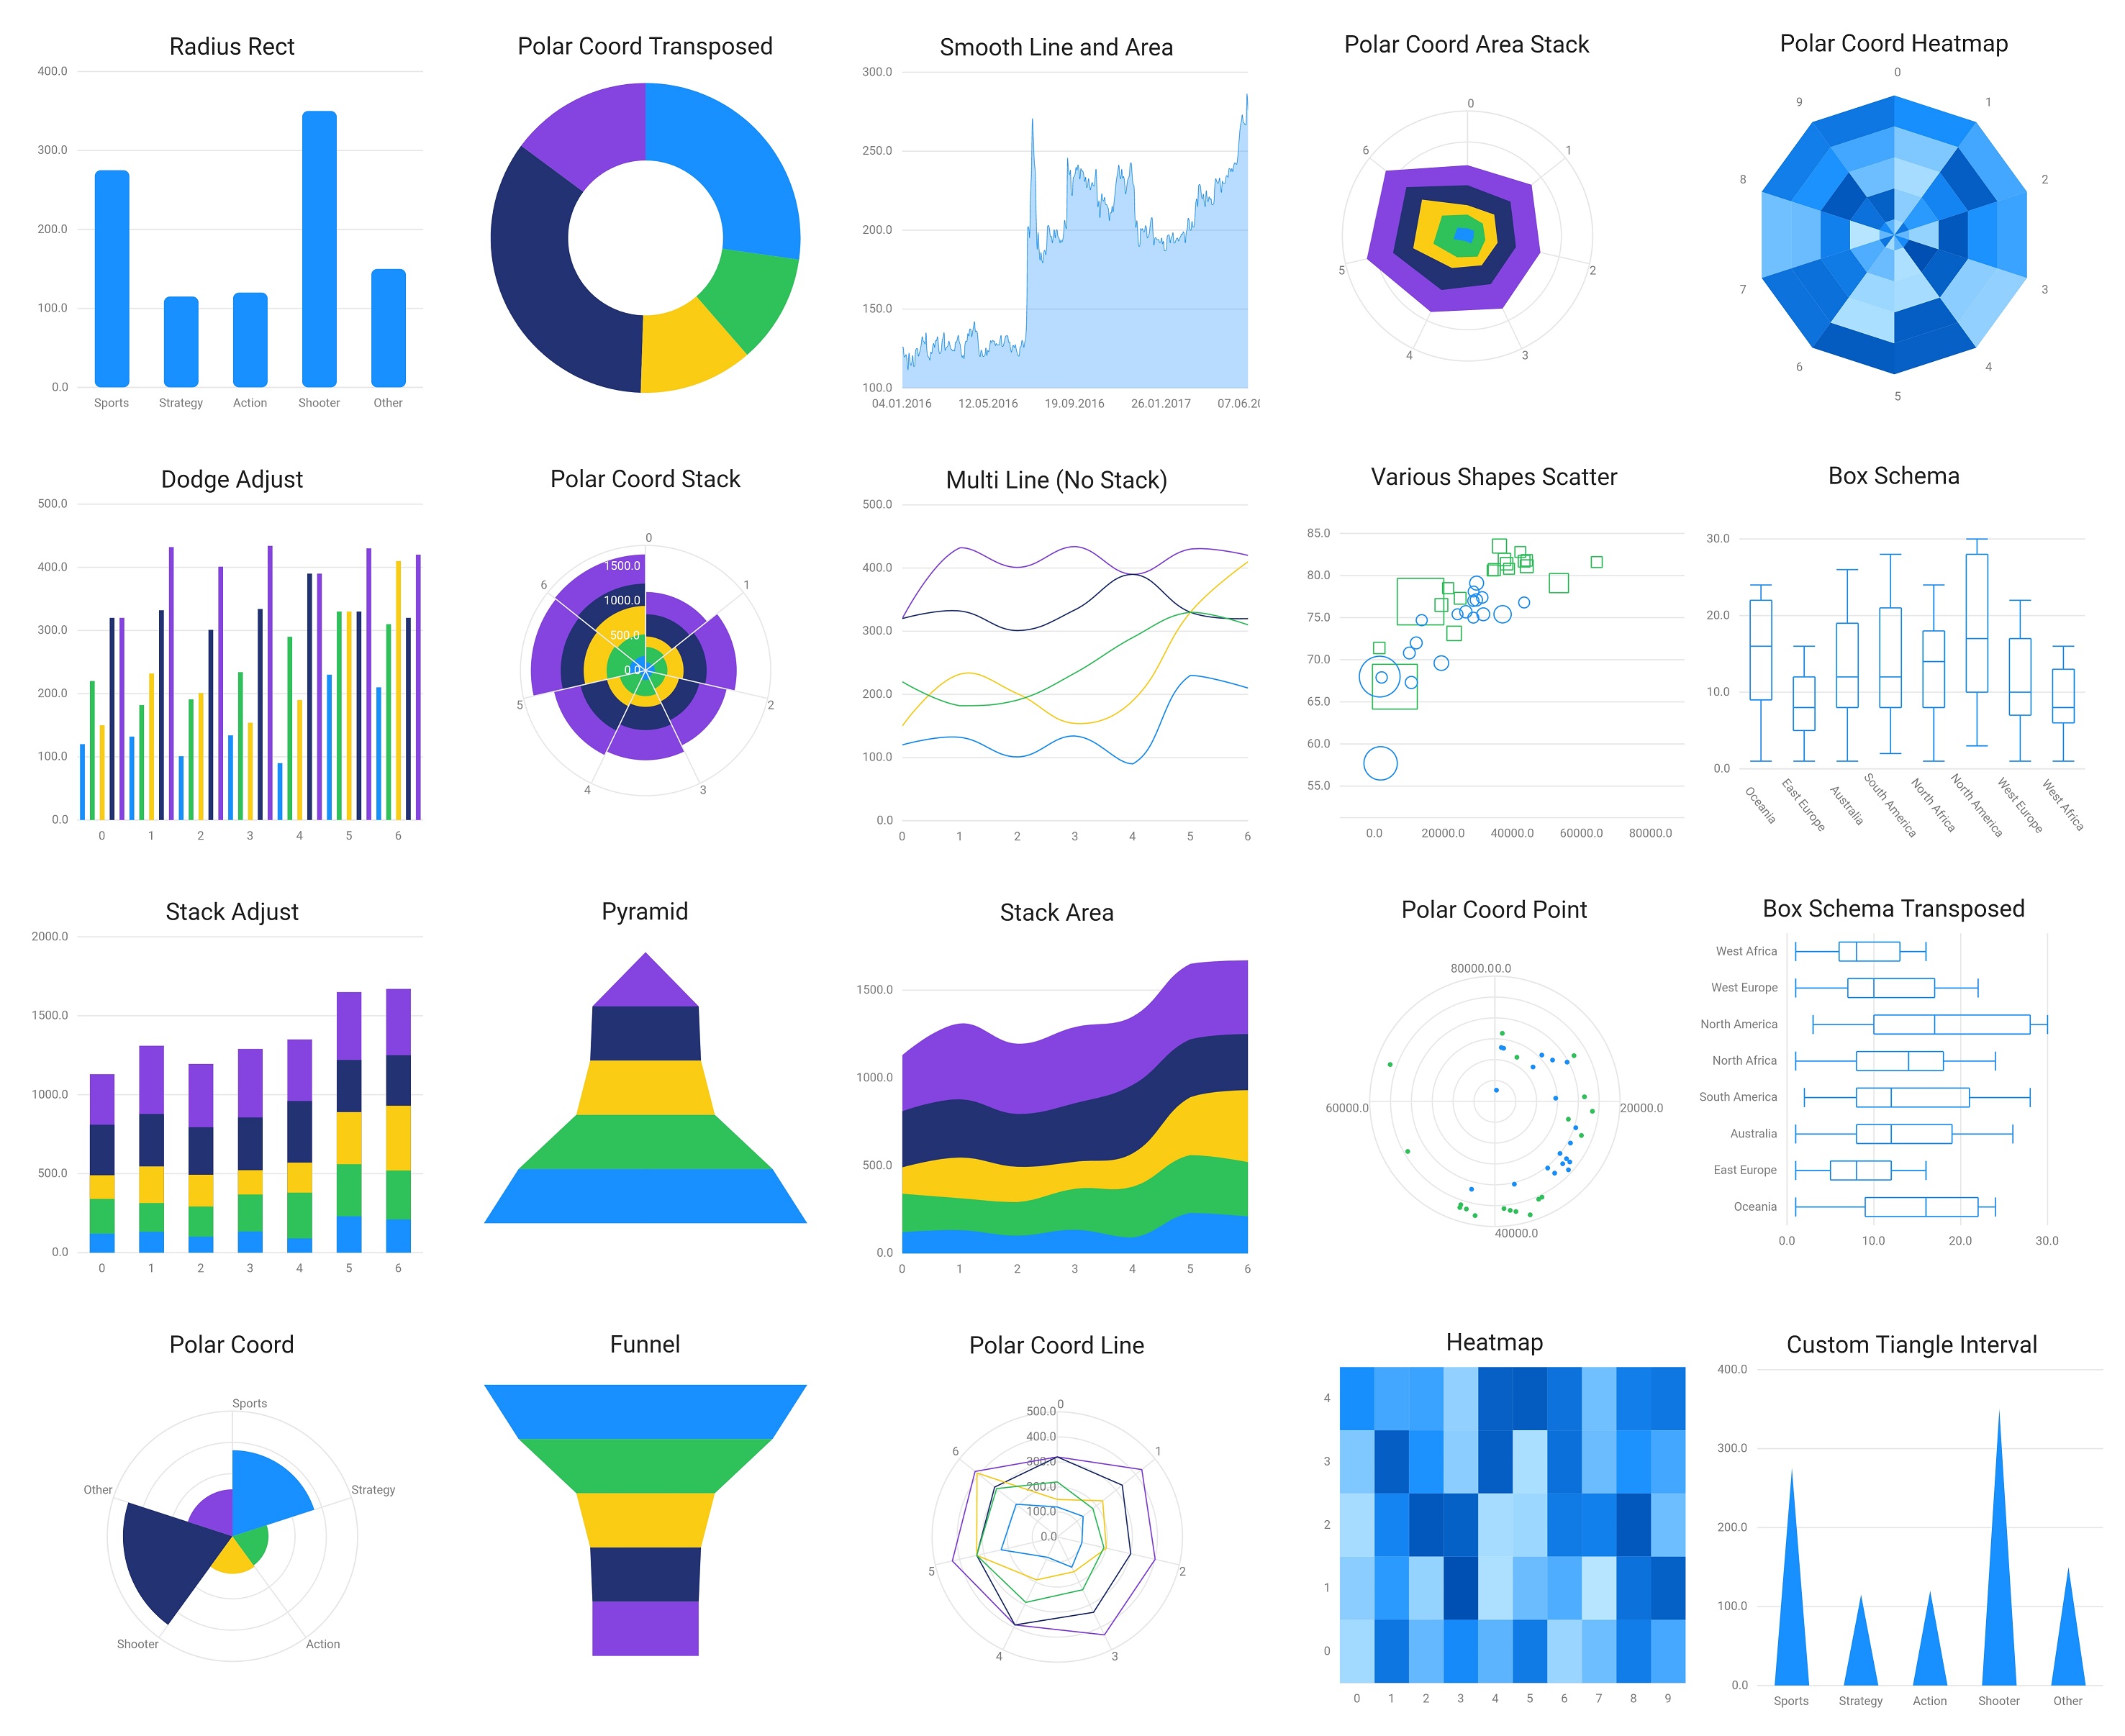 Radius Rect
400.0
300.0
200.0
100.0
0.0
Sports Strategy Action Shooter Other
Polar Coord Transposed
Smooth Line and Area
300.0
250.0
200.0
150.0
100.0
04.01.2016 12.05.2016 19.09.2016 26.01.2017 07.06.20
Polar Coord Area Stack
0
1
2
3
4
5
6
Polar Coord Heatmap
0
1
2
3
4
5
6
7
8
9
Dodge Adjust
500.0
400.0
300.0
200.0
100.0
0.0
0 1 2 3 4 5 6
Polar Coord Stack
0
1
2
3
4
5
6
1500.0
1000.0
500.0
0.0
Multi Line (No Stack)
500.0
400.0
300.0
200.0
100.0
0.0
0 1 2 3 4 5 6
Various Shapes Scatter
85.0
80.0
75.0
70.0
65.0
60.0
55.0
0.0 20000.0 40000.0 60000.0 80000.0
Box Schema
30.0
20.0
10.0
0.0
Oceania East Europe Australia South America North Africa North America West Europe West Africa
Stack Adjust
2000.0
1500.0
1000.0
500.0
0.0
0 1 2 3 4 5 6
Pyramid
Stack Area
1500.0
1000.0
500.0
0.0
0 1 2 3 4 5 6
Polar Coord Point
80000.00.0
20000.0
40000.0
60000.0
Box Schema Transposed
West Africa
West Europe
North America
North Africa
South America
Australia
East Europe
Oceania
0.0 10.0 20.0 30.0
Polar Coord
Sports
Strategy
Action
Shooter
Other
Funnel
Polar Coord Line
0
1
2
3
4
5
6
500.0
400.0
300.0
200.0
100.0
0.0
Heatmap
4
3
2
1
0
0 1 2 3 4 5 6 7 8 9
Custom Tiangle Interval
400.0
300.0
200.0
100.0
0.0
Sports Strategy Action Shooter Other